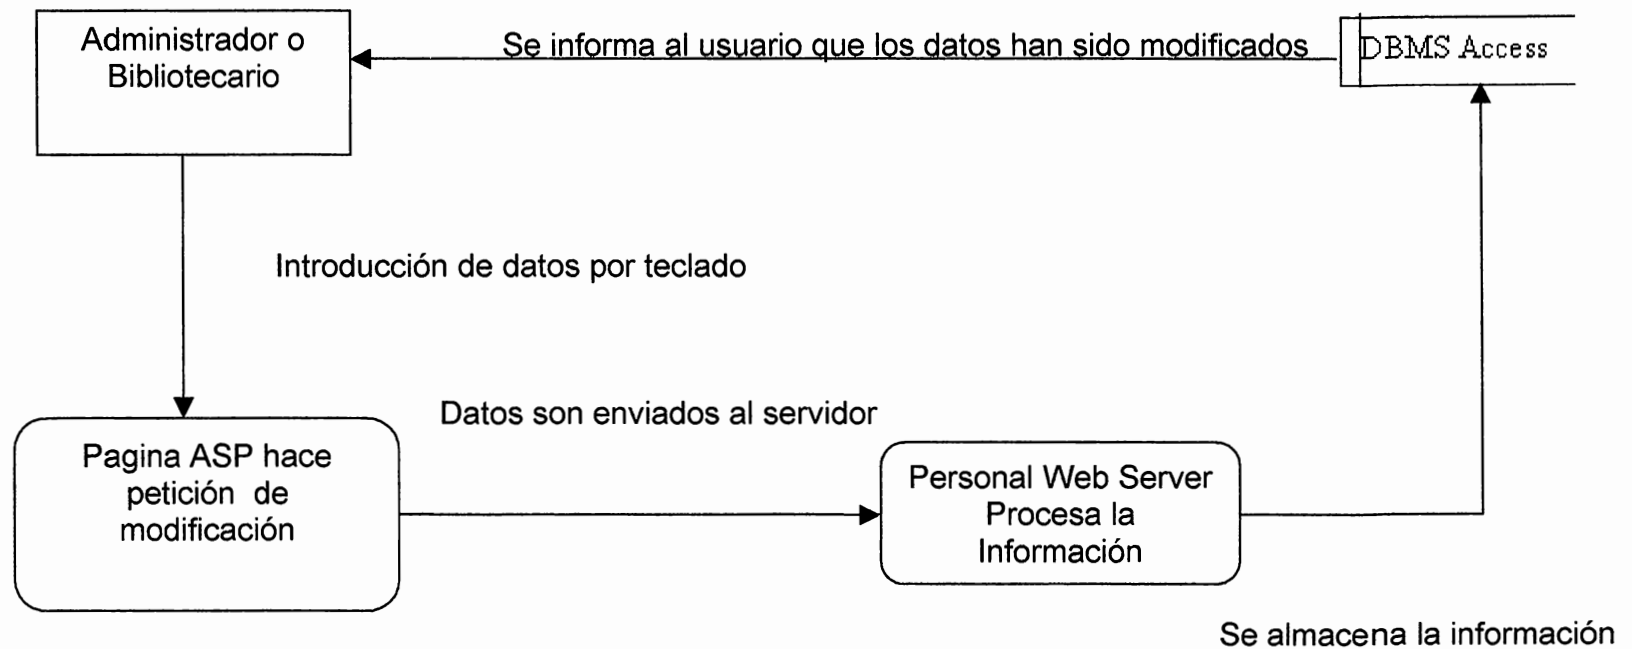 Administrador o
Bibliotecario
Se informa al usuario que los datos han sido modificados
DBMS Access
Introducción de datos por teclado
Datos son enviados al servidor
Pagina ASP hace
petición de
modificación
Personal Web Server
Procesa la
Información
Se almacena la información